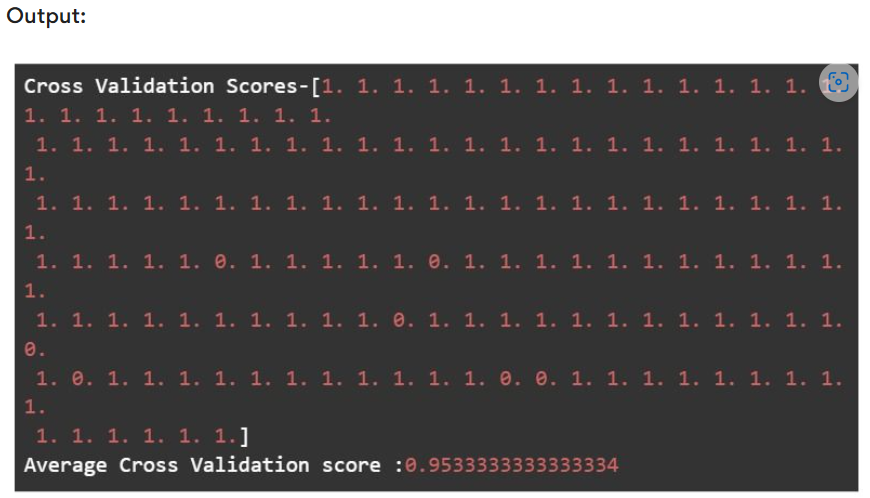 Output:
Cross Validation Scores-[1. 1. 1. 1. 1. 1. 1. 1. 1. 1. 1. 1. 1. 1. 1.
1. 1. 1. 1. 1. 1. 1. 1. 1.
1. 1. 1. 1. 1. 1. 1. 1. 1. 1. 1. 1. 1. 1. 1. 1. 1. 1. 1. 1. 1. 1. 1.
1.
1. 1. 1. 1. 1. 1. 1. 1. 1. 1. 1. 1. 1. 1. 1. 1. 1. 1. 1. 1. 1. 1. 1.
1.
1. 1. 1. 1. 1. 0. 1. 1. 1. 1. 1. 0. 1. 1. 1. 1. 1. 1. 1. 1. 1. 1. 1.
1.
1. 1. 1. 1. 1. 1. 1. 1. 1. 1. 0. 1. 1. 1. 1. 1. 1. 1. 1. 1. 1. 1. 1.
0.
1. 0. 1. 1. 1. 1. 1. 1. 1. 1. 1. 1. 1. 0. 0. 1. 1. 1. 1. 1. 1. 1. 1.
1.
1. 1. 1. 1. 1. 1.]
Average Cross Validation score :0.9533333333333334